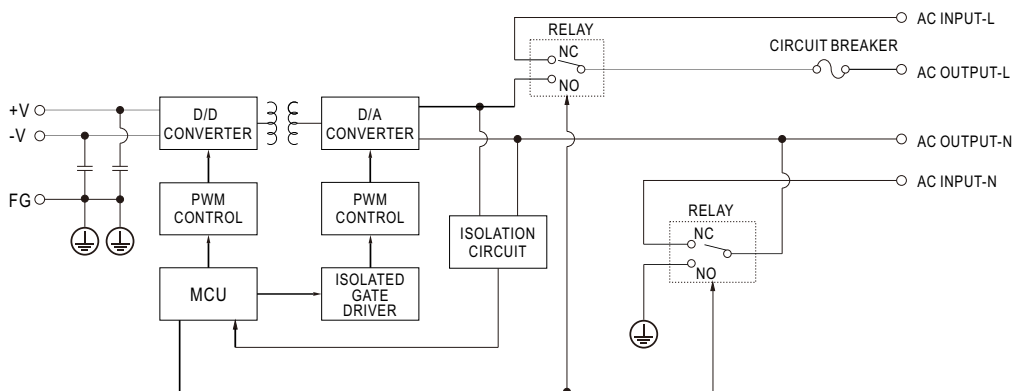 AC INPUT-L
RELAY
NC
NO
CIRCUIT BREAKER
AC OUTPUT-L
+V
-V
FG
D/D
CONVERTER
D/A
CONVERTER
AC OUTPUT-N
AC INPUT-N
PWM
CONTROL
PWM
CONTROL
ISOLATION
CIRCUIT
RELAY
NC
NO
MCU
ISOLATED
GATE
DRIVER